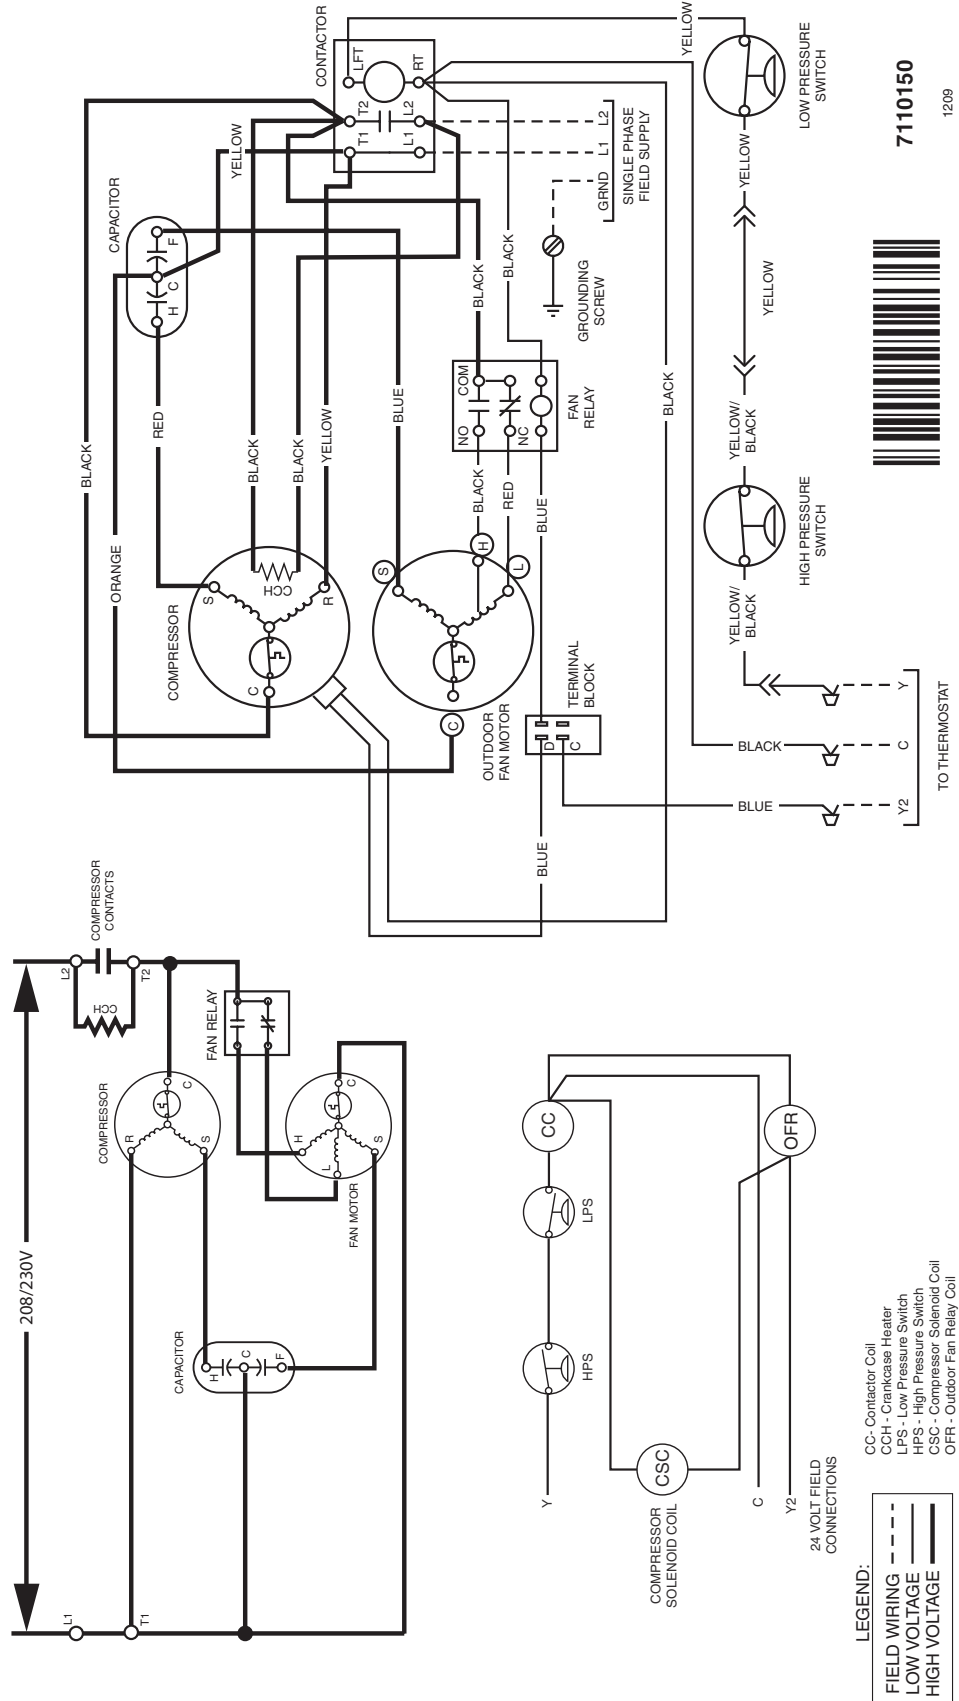 CONTACTOR
LFT
RT
T2
L2
T1
L1
YELLOW
YELLOW
LOW PRESSURE
SWITCH
7110150
1209
CAPACITOR
F
C
H
L2
L1
GRND
SINGLE PHASE
FIELD SUPPLY
YELLOW
BLACK
BLACK
GROUNDING
SCREW
YELLOW
BLACK
ORANGE
RED
BLACK
BLACK
YELLOW
BLUE
COM
NO
NC
FAN
RELAY
BLACK
BLACK
RED
BLUE
YELLOW/
BLACK
HIGH PRESSURE
SWITCH
YELLOW/
BLACK
COMPRESSOR
S
CCH
R
C
S
H
L
C
OUTDOOR
FAN MOTOR
TERMINAL
BLOCK
D
C
BLUE
BLACK
BLUE
Y
C
Y2
TO THERMOSTAT
208/230V
L2
COMPRESSOR
CONTACTS
CCH
T2
COMPRESSOR
R
C
S
FAN RELAY
H
C
L
S
FAN MOTOR
CAPACITOR
H
C
F
L1
T1
CC
LPS
HPS
Y
OFR
CSC
COMPRESSOR
SOLENOID COIL
C
Y2
24 VOLT FIELD
CONNECTIONS
LEGEND:
FIELD WIRING
LOW VOLTAGE
HIGH VOLTAGE
CC- Contactor Coil
CCH - Crankcase Heater
LPS - Low Pressure Switch
HPS - High Pressure Switch
CSC - Compressor Solenoid Coil
OFR - Outdoor Fan Relay Coil